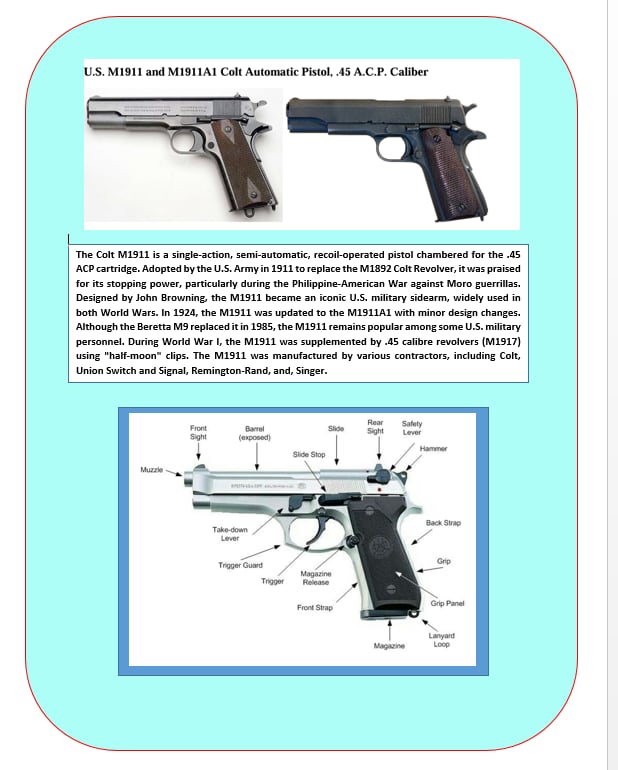 U.S. M1911 and M1911A1 Colt Automatic Pistol, .45 A.C.P. Caliber
The Colt M1911 is a single-action, semi-automatic, recoil-operated pistol chambered for the .45
ACP cartridge. Adopted by the U.S. Army in 1911 to replace the M1892 Colt Revolver, it was praised
for its stopping power, particularly during the Philippine-American War against Moro guerrillas.
Designed by John Browning, the M1911 became an iconic U.S. military sidearm, widely used in
both World Wars. In 1924, the M1911 was updated to the M1911A1 with minor design changes.
Although the Beretta M9 replaced it in 1985, the M1911 remains popular among some U.S. military
personnel. During World War I, the M1911 was supplemented by .45 calibre revolvers (M1917)
using "half-moon" clips. The M1911 was manufactured by various contractors, including Colt,
Union Switch and Signal, Remington-Rand, and, Singer.
Front
Sight
Barrel
(exposed)
Slide
Rear
Sight
Safety
Lever
Hammer
Slide Stop
Muzzle
Back Strap
Take-down
Lever
Grip
Trigger Guard
Trigger
Magazine
Release
Front Strap
Grip Panel
Lanyard
Loop
Magazine